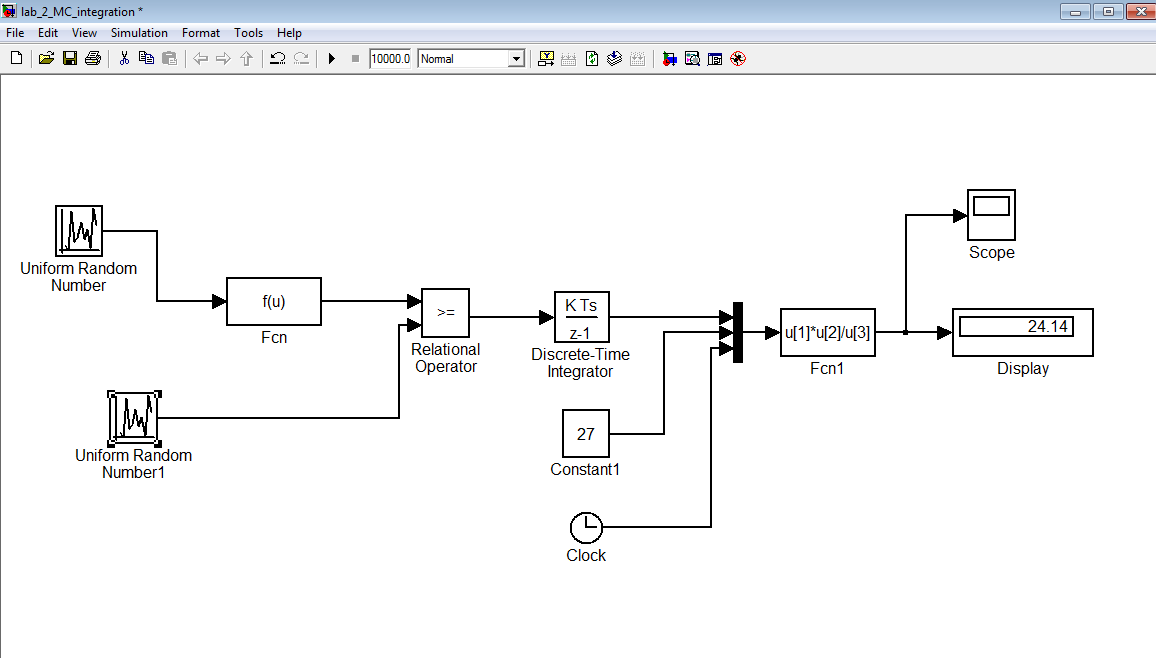 lab_2_MC_integration *
File Edit View Simulation Format Tools Help
10000.0 Normal
Uniform Random
Number
f(u)
Fcn
>=
Relational
Operator
Uniform Random
Number1
K Ts
z-1
Discrete-Time
Integrator
27
Constant1
Clock
u[1]*u[2]/u[3]
Fcn1
Scope
24.14
Display